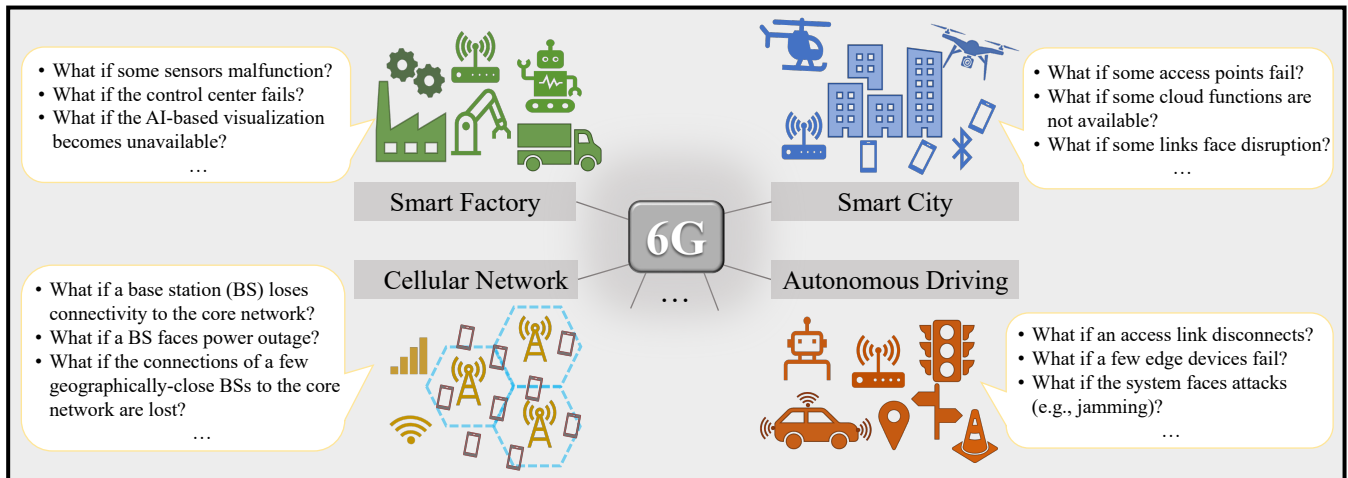 • What if some sensors malfunction?
• What if the control center fails?
• What if the AI-based visualization
becomes unavailable?
…
Smart Factory
• What if some access points fail?
• What if some cloud functions are
not available?
• What if some links face disruption?
…
Smart City
6G
…
Cellular Network
• What if a base station (BS) loses
connectivity to the core network?
• What if a BS faces power outage?
• What if the connections of a few
geographically-close BSs to the core
network are lost?
…
Autonomous Driving
• What if an access link disconnects?
• What if a few edge devices fail?
• What if the system faces attacks
(e.g., jamming)?
…